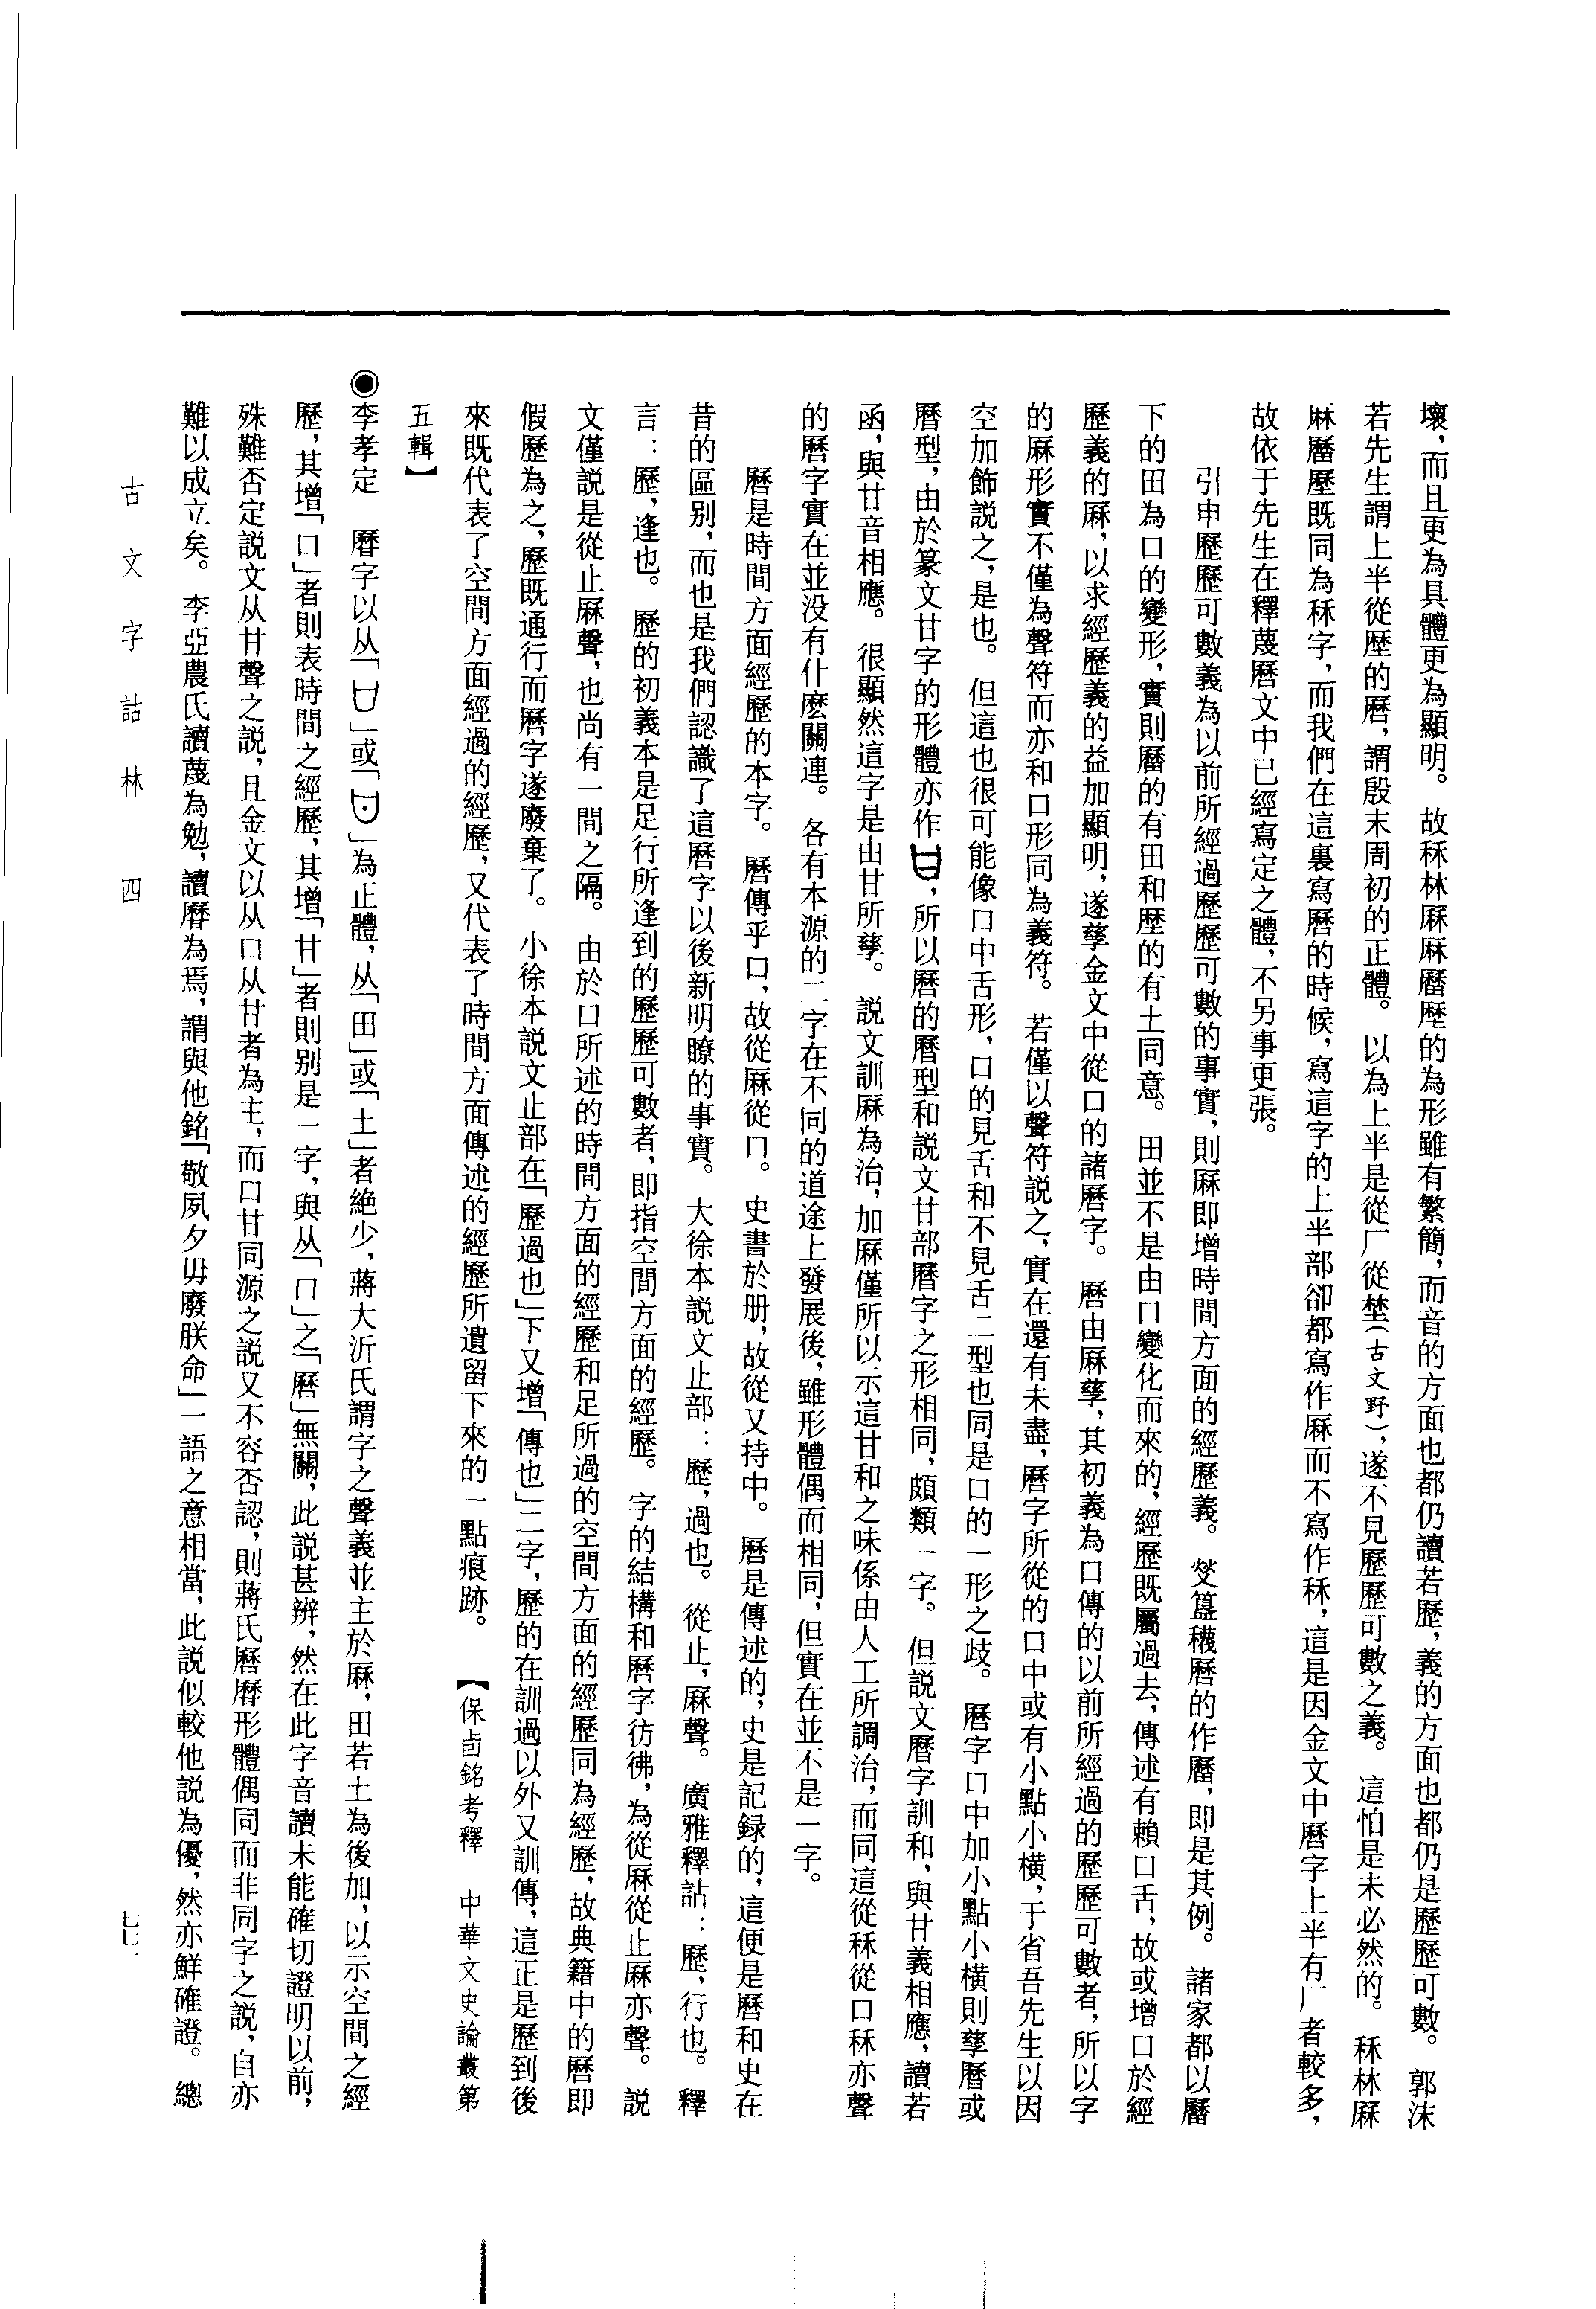 壞，而且更為具體更為顯明。故秝林厤麻曆歷的為形雖有繁簡，而音的方面也都仍讀若歷，義的方面也都仍是歷歷可數。郭沫
若先生謂上半從歷的曆，謂殷末周初的正體。以為上半是從厂從埜（古文野），遂不見歷歷可數之義。這怕是未必然的。秝林厤
麻曆歷既同為秝字，而我們在這裏寫曆的時候，寫這字的上半部卻都寫作厤而不寫作秝，這是因金文中曆字上半有厂者較多，
故依于先生在釋蔑曆文中已經寫定之體，不另事更張。
引申歷歷可數義為以前所經過歷歷可數的事實，則厤即增時間方面的經歷義。㸚簋穖曆的作曆，即是其例。諸家都以曆
下的田為口的變形，實則曆的有田和歷的有土同意。田並不是由口變化而來的，經歷既屬過去，傳述有賴口舌，故或增口於經
歷義的厤，以求經歷義的益加顯明，遂孳金文中從口的諸曆字。曆由厤孳，其初義為口傳的以前所經過的歷歷可數者，所以字
的厤形實不僅為聲符而亦和口形同為義符。若僅以聲符說之，實在還有未盡，曆字所從的口中或有小點小橫，于省吾先生以因
空加飾說之，是也。但這也很可能像口中舌形，口的見舌和不見舌二型也同是口的一形之歧。曆字口中加小點小橫則孳曆或
曆型，由於篆文甘字的形體亦作，所以曆的曆型和説文甘部曆字之形相同，頗類一字。但説文曆字訓和，與甘義相應，讀若
函，與甘音相應。很顯然這字是由甘所孳。説文訓厤為治，加厤僅所以示這甘和之味係由人工所調治，而同這從秝從口秝亦聲
的曆字實在並没有什麽關連。各有本源的二字在不同的道途上發展後，雖形體偶而相同，但實在並不是一字。
曆是時間方面經歷的本字。曆傳乎口，故從厤從口。史書於册，故從又持中。曆是傳述的，史是記録的，這便是曆和史在
昔的區别，而也是我們認識了這曆字以後新明瞭的事實。大徐本説文止部：歷，過也。從止，厤聲。廣雅釋詁：歷，行也。釋
言：歷，逢也。歷的初義本是足行所逢到的歷歷可數者，即指空間方面的經歷。字的結構和曆字彷彿，為從厤從止厤亦聲。説
文僅説是從止厤聲，也尚有一間之隔。由於口所述的時間方面的經歷和足所過的空間方面的經歷同為經歷，故典籍中的曆即
假歷為之，歷既通行而曆字遂廢棄了。小徐本説文止部在「歷過也」下又增「傳也」二字，歷的在訓過以外又訓傳，這正是歷到後
來既代表了空間方面經過的經歷，又代表了時間方面傳述的經歷所遺留下來的一點痕跡。【保卣銘考釋　中華文史論叢第
五輯】
◉李孝定　曆字以从「」或「」為正體，从「田」或「土」者絶少，蔣大沂氏謂字之聲義並主於厤，田若土為後加，以示空間之經
歷，其增「口」者則表時間之經歷，其增「甘」者則别是一字，與从「口」之「曆」無關，此説甚辨，然在此字音讀未能確切證明以前，
殊難否定説文从甘聲之説，且金文以从口从甘者為主，而口甘同源之説又不容否認，則蔣氏曆曆形體偶同而非同字之説，自亦
難以成立矣。李亞農氏讀蔑為勉，讀曆為焉，謂與他銘「敬夙夕毋廢朕命」一語之意相當，此説似較他説為優，然亦鮮確證。總
古文字詁林　四
七七一